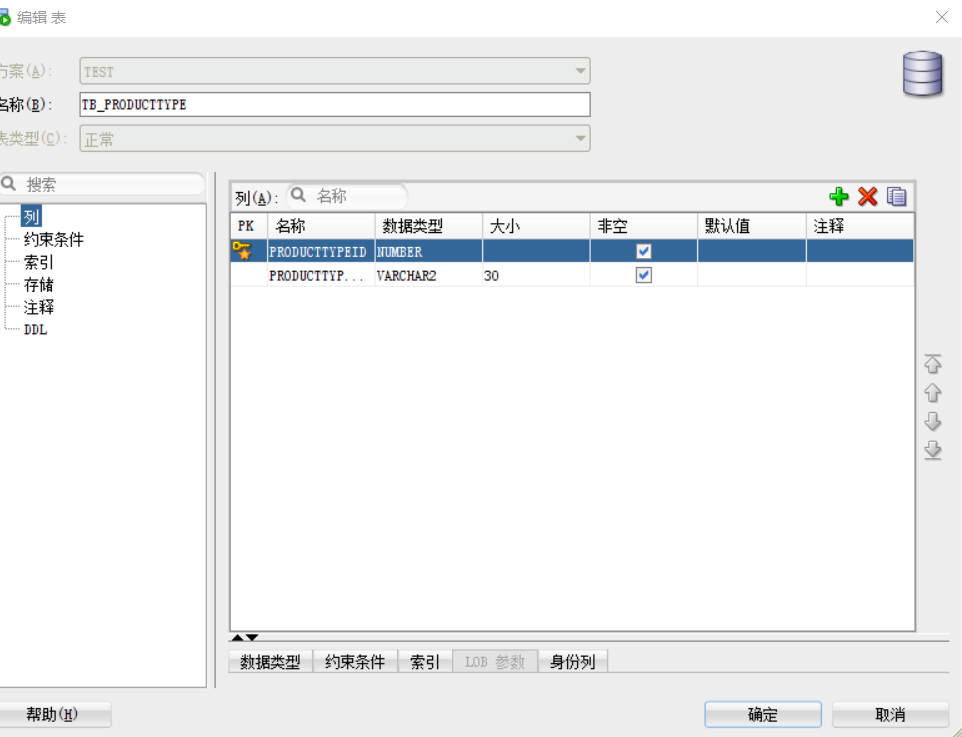 编辑 表
方案(A): TEST
名称(B): TB_PRODUCTTYPE
表类型(C): 正常
搜索
列
约束条件
索引
存储
注释
DDL
列(A): 名称
PK 名称 数据类型 大小 非空 默认值 注释
PRODUCTTYPEID NUMBER
PRODUCTTYP... VARCHAR2 30
数据类型 约束条件 索引 LOB 参数 身份列
帮助(H) 确定 取消